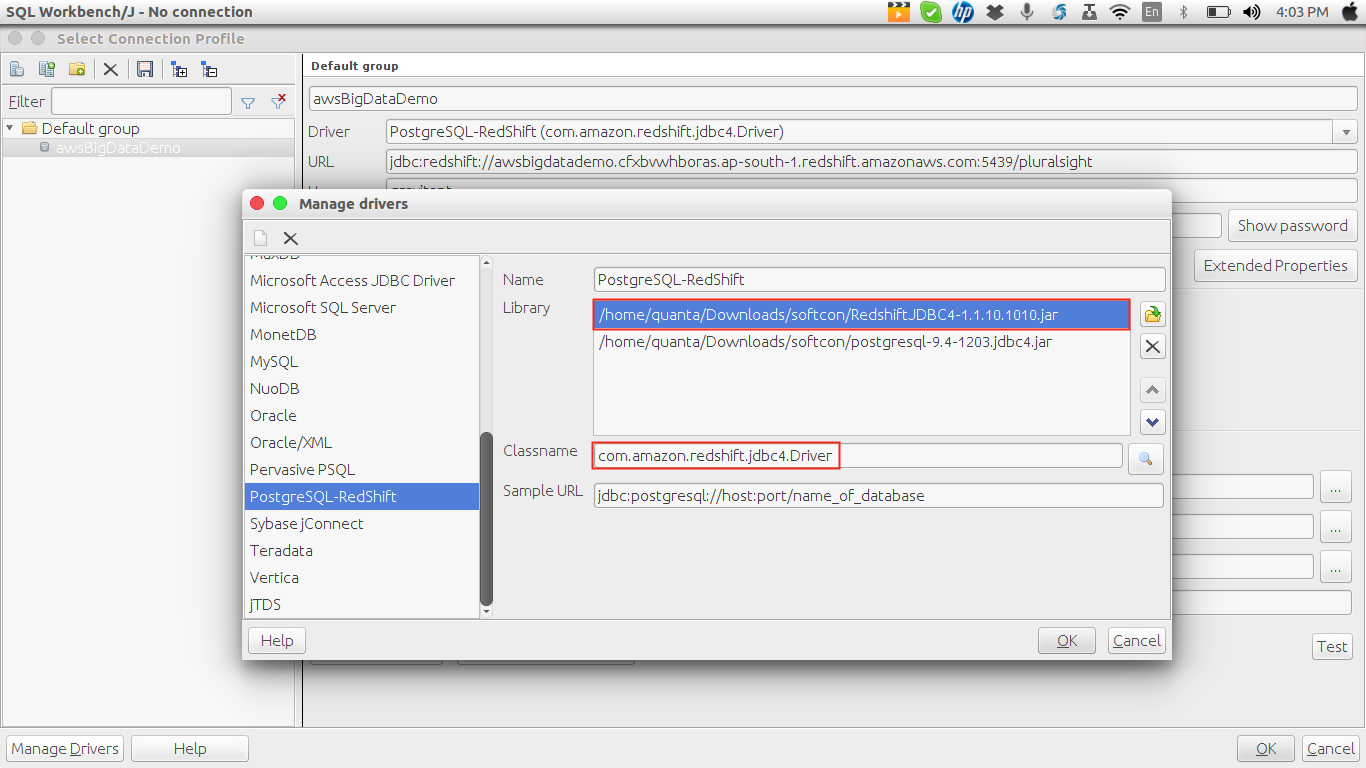 SQL Workbench/J - No connection
En
4:03 PM
Select Connection Profile
Default group
Filter
awsBigDataDemo
Default group
awsBigDataDemo
Driver
PostgreSQL-RedShift (com.amazon.redshift.jdbc4.Driver)
URL
jdbc:redshift://awsbigdatademo.cfxbvwhboras.ap-south-1.redshift.amazonaws.com:5439/pluralsight
Show password
Extended Properties
Manage drivers
MaxDB
Microsoft Access JDBC Driver
Microsoft SQL Server
MonetDB
MySQL
NuoDB
Oracle
Oracle/XML
Pervasive PSQL
PostgreSQL-RedShift
Sybase jConnect
Teradata
Vertica
jTDS
Name
PostgreSQL-RedShift
Library
/home/quanta/Downloads/softcon/RedshiftJDBC4-1.1.10.1010.jar
/home/quanta/Downloads/softcon/postgresql-9.4-1203.jdbc4.jar
Classname
com.amazon.redshift.jdbc4.Driver
Sample URL
jdbc:postgresql://host:port/name_of_database
...
...
...
Help
OK
Cancel
Test
Manage Drivers
Help
OK
Cancel